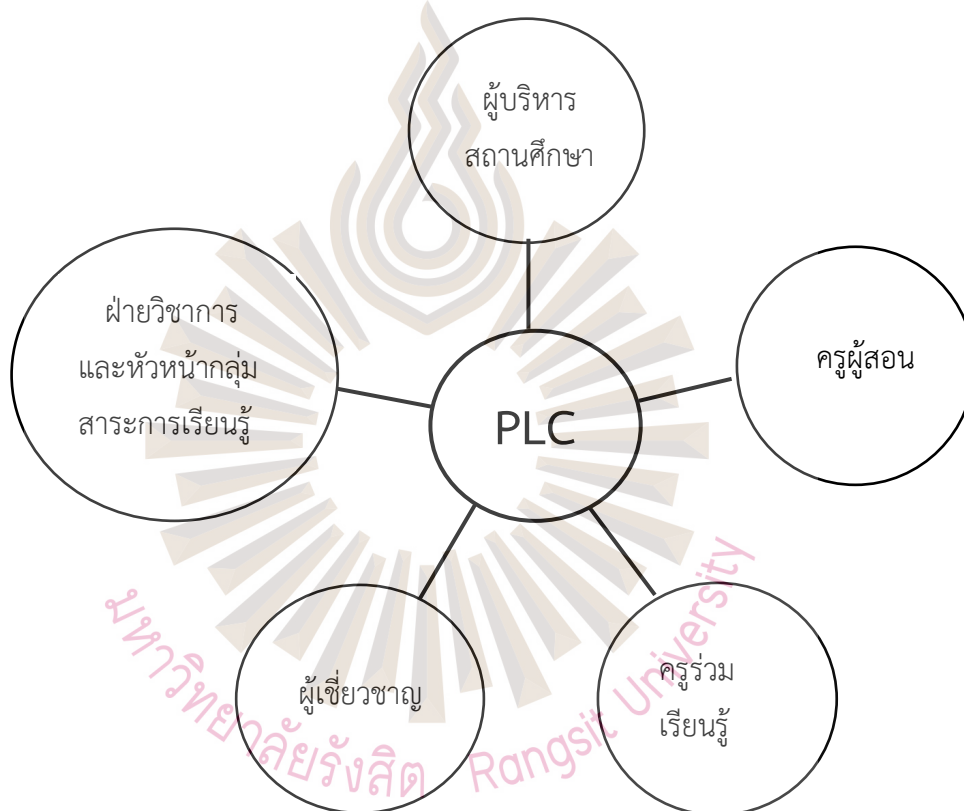 ผู้บริหาร
สถานศึกษา
ฝ่ายวิชาการ
และหัวหน้ากลุ่ม
สาระการเรียนรู้
ครูผู้สอน
PLC
ผู้เชี่ยวชาญ
ครูร่วม
เรียนรู้
มหาวิทยาลัยรังสิต Rangsit University